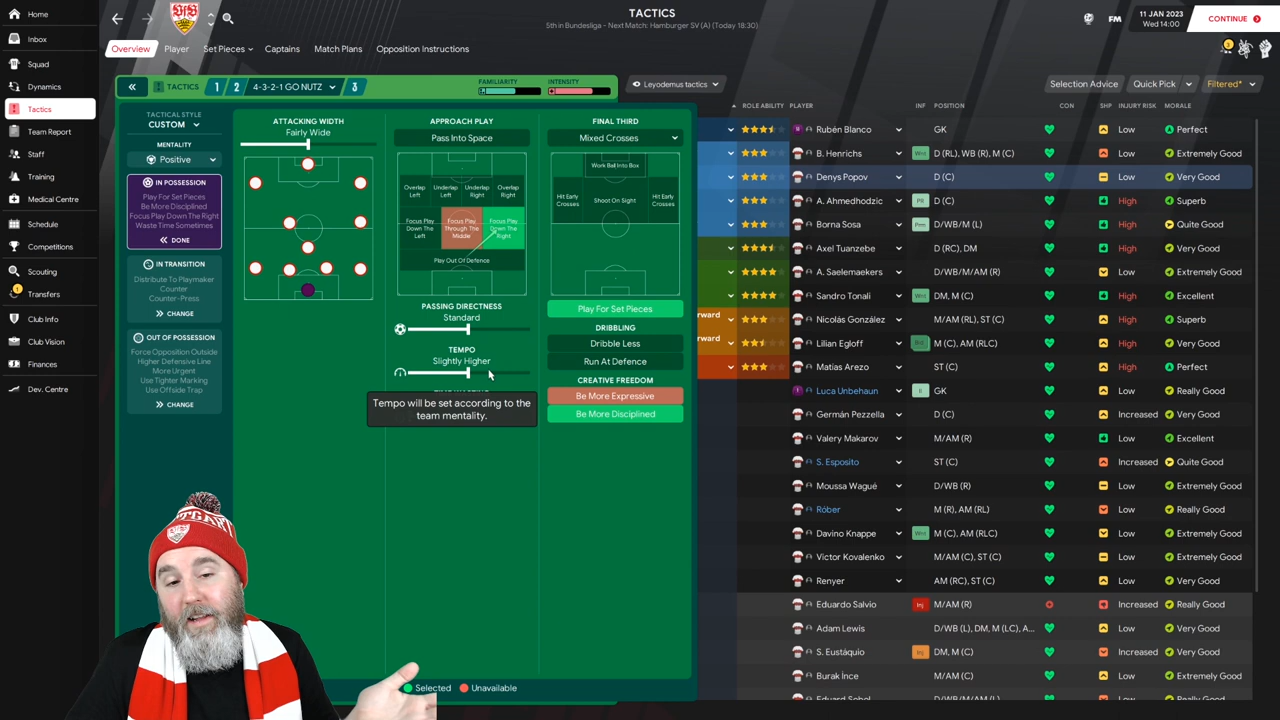 Home
Inbox
Squad
Dynamics
Tactics
Team Report
Staff
Training
Medical Centre
Schedule
Competitions
Scouting
Transfers
Club Info
Club Vision
Finances
Dev. Centre
TACTICS
5th in Bundesliga - Next Match: Hamburger SV (A) (Today 18:30)
FM
11 JAN 2023
Wed 14:00
CONTINUE
Overview
Player
Set Pieces
Captains
Match Plans
Opposition Instructions
TACTICS
1
2
4-3-2-1 GO NUTZ
3
FAMILIARITY
INTENSITY
Leyodemus tactics
Selection Advice
Quick Pick
Filtered*
TACTICAL STYLE
CUSTOM
MENTALITY
Positive
IN POSSESSION
Play For Set Pieces
Be More Disciplined
Focus Play Down The Right
Waste Time Sometimes
DONE
IN TRANSITION
Distribute To Playmaker
Counter
Counter-Press
CHANGE
OUT OF POSSESSION
Force Opposition Outside
Higher Defensive Line
More Urgent
Use Tighter Marking
Use Offside Trap
CHANGE
ATTACKING WIDTH
Fairly Wide
APPROACH PLAY
Pass Into Space
Overlap Left
Underlap Left
Underlap Right
Overlap Right
Focus Play Down The Left
Focus Play Through The Middle
Focus Play Down The Right
Play Out Of Defence
PASSING DIRECTNESS
Standard
TEMPO
Slightly Higher
Tempo will be set according to the
team mentality.
FINAL THIRD
Mixed Crosses
Work Ball Into Box
Hit Early Crosses
Shoot On Sight
Hit Early Crosses
Play For Set Pieces
DRIBBLING
Dribble Less
Run At Defence
CREATIVE FREEDOM
Be More Expressive
Be More Disciplined
Selected
Unavailable
ROLE ABILITY PLAYER INF POSITION CON SHP INJURY RISK MORALE
Rubén Blanco GK Low Perfect
B. Henrichs Wnt D (RL), WB (R), M (C) Low Extremely Good
Denys Popov D (C) Low Very Good
A. Ahmedhodzic PR D (C) High Superb
Borna Sosa Prm D/WB/M (L) High Quite Good
Axel Tuanzebe D (RC), DM High Very Good
A. Saelemaekers D/WB/M/AM (R) Low Extremely Good
Sandro Tonali Wnt DM, M (C) High Excellent
rward Nicolás González M/AM (RL), ST (C) High Superb
rward Lilian Egloff Bid M (C), AM (RLC) High Very Good
Matías Arezo ST (C) High Perfect
Luca Unbehaun GK Low Quite Good
Germán Pezzella D (C) Increased Very Good
Valery Makarov M/AM (R) Low Excellent
S. Esposito ST (C) Increased Quite Good
Moussa Wagué D/WB (R) Low Extremely Good
Róber M (R), AM (RL) Low Really Good
Davino Knappe Wnt M (C), AM (RLC) Low Extremely Good
Victor Kovalenko M/AM (C), ST (C) Low Extremely Good
Renyer AM (RC), ST (C) Low Very Good
Eduardo Salvio Inj M/AM (R) Increased Really Good
Adam Lewis D/WB (L), DM, M (LC), A... Low Very Good
S. Eustáquio Inj DM, M (C) Increased Very Good
Burak İnce M/AM (C) Low Extremely Good